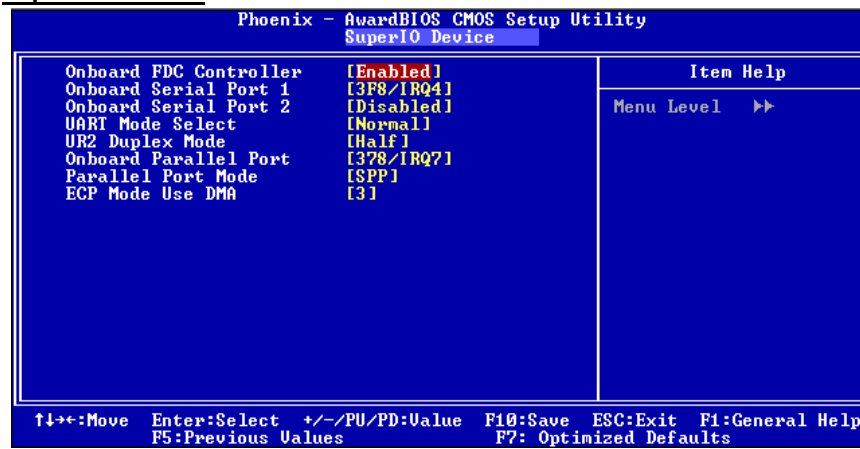 Phoenix - AwardBIOS CMOS Setup Utility
SuperIO Device
Onboard FDC Controller [Enabled]
Onboard Serial Port 1 [3F8/IRQ4]
Onboard Serial Port 2 [Disabled]
UART Mode Select [Normal]
UR2 Duplex Mode [Half]
Onboard Parallel Port [378/IRQ7]
Parallel Port Mode [SPP]
ECP Mode Use DMA [3]
Item Help
Menu Level ▶▶
↑↓→←:Move Enter:Select +/-/PU/PD:Value F10:Save ESC:Exit F1:General Help
F5:Previous Values F7: Optimized Defaults